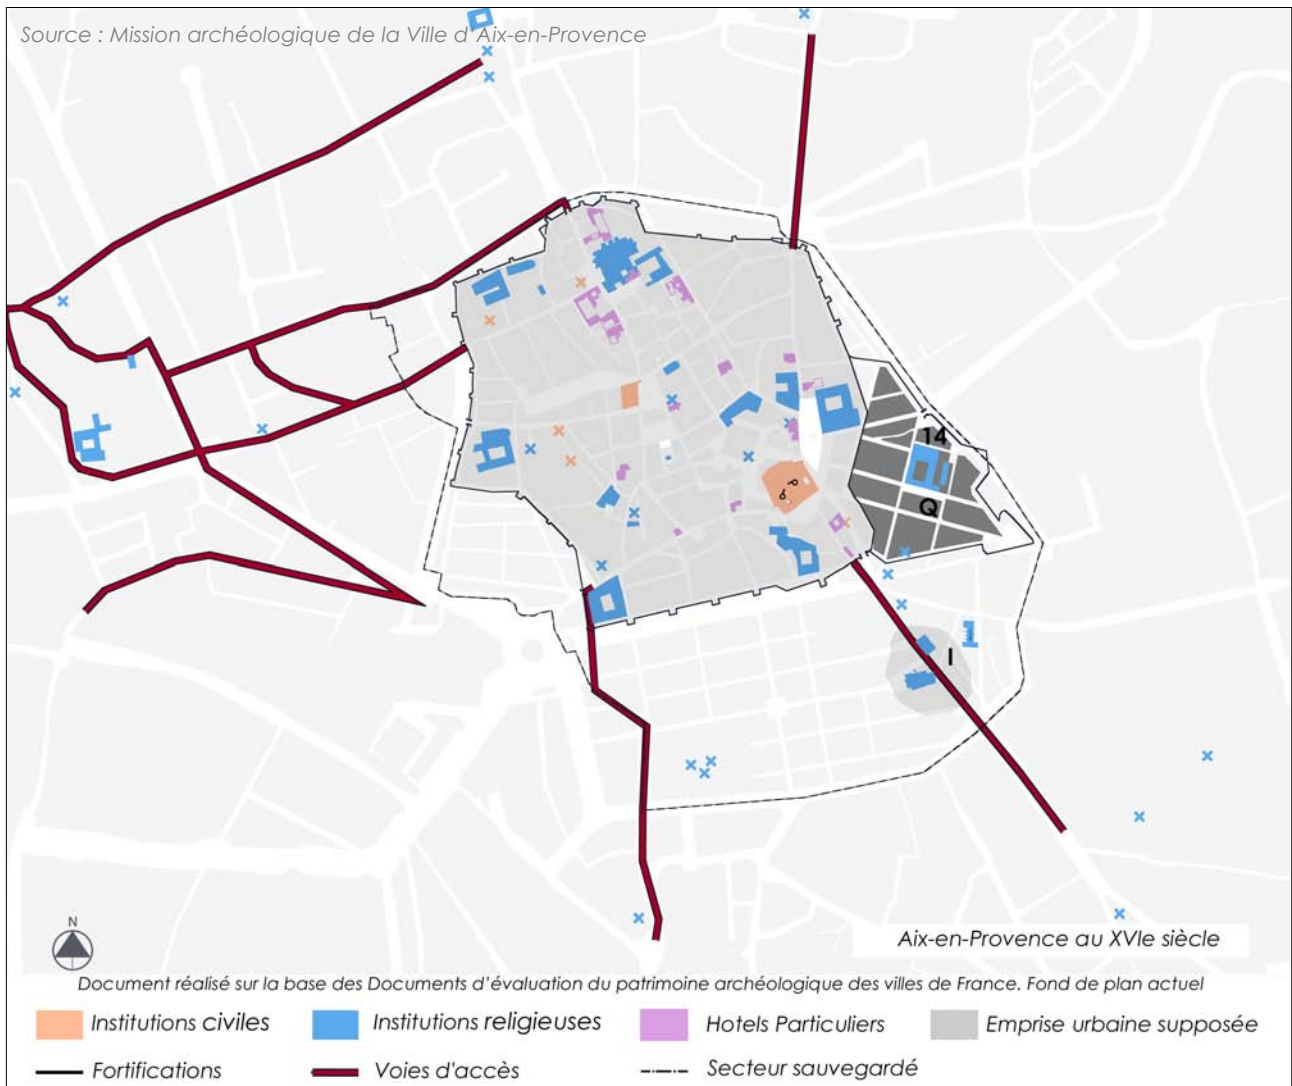 Source : Mission archéologique de la Ville d'Aix-en-Provence
14
Q
I
N
Aix-en-Provence au XVIe siècle
Document réalisé sur la base des Documents d'évaluation du patrimoine archéologique des villes de France. Fond de plan actuel
Institutions civiles
Institutions religieuses
Hotels Particuliers
Emprise urbaine supposée
Fortifications
Voies d'accès
Secteur sauvegardé